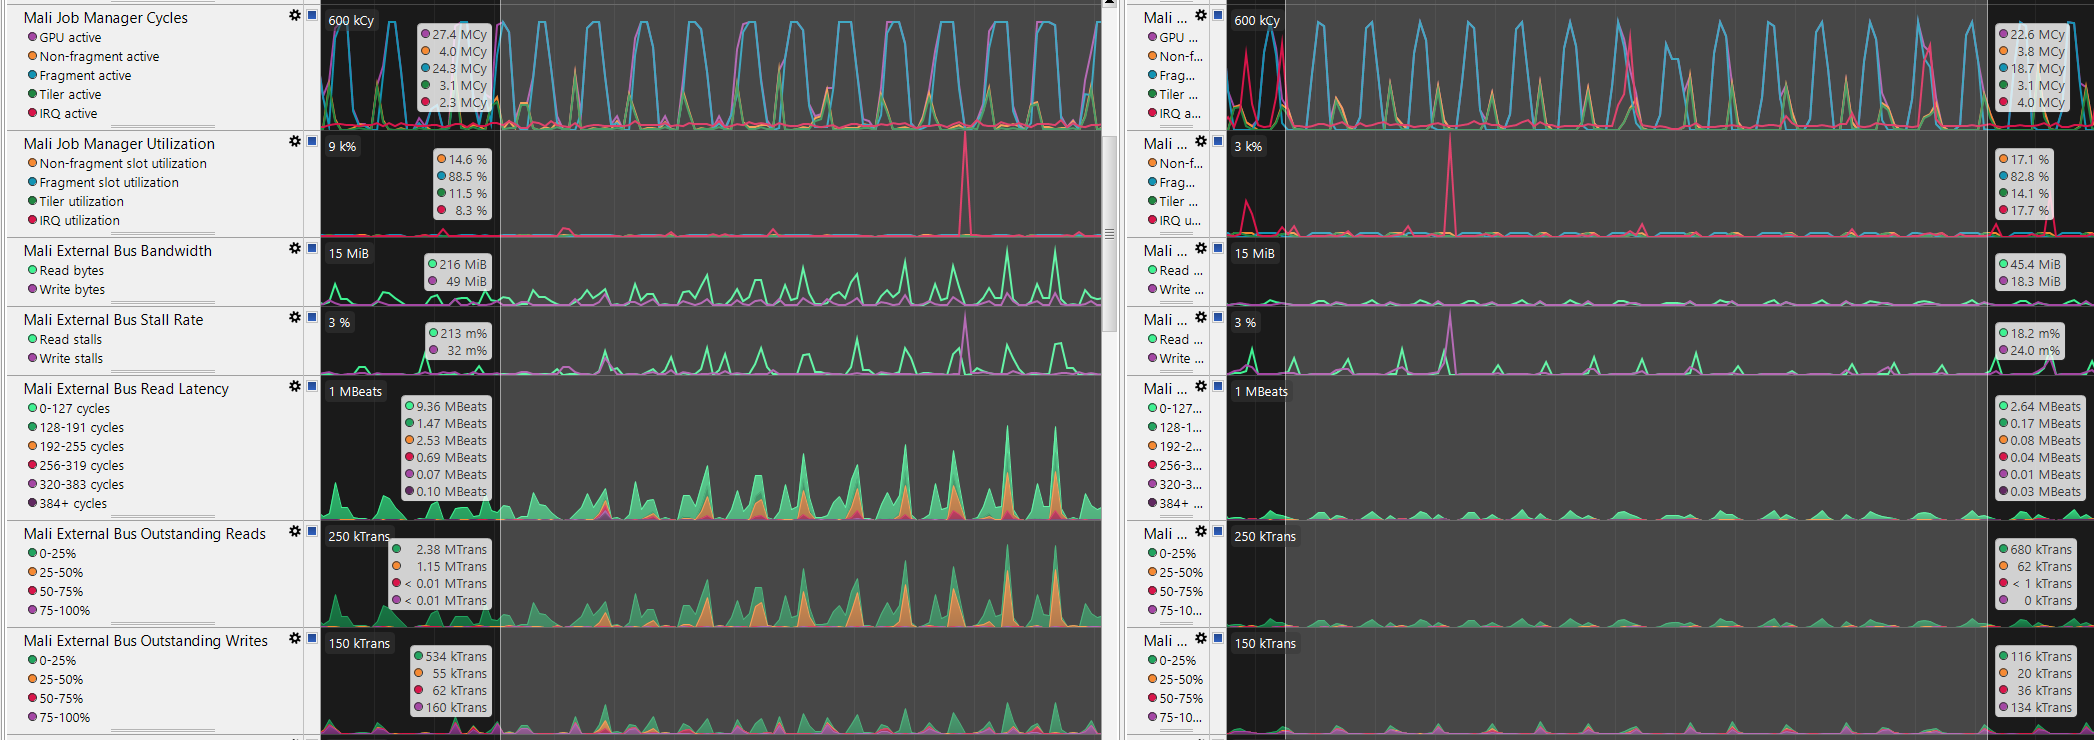 Mali Job Manager Cycles
GPU active
Non-fragment active
Fragment active
Tiler active
IRQ active
600 kCy
27.4 MCy
4.0 MCy
24.3 MCy
3.1 MCy
2.3 MCy
Mali Job Manager Utilization
Non-fragment slot utilization
Fragment slot utilization
Tiler utilization
IRQ utilization
9 k%
14.6 %
88.5 %
11.5 %
8.3 %
Mali External Bus Bandwidth
Read bytes
Write bytes
15 MiB
216 MiB
49 MiB
Mali External Bus Stall Rate
Read stalls
Write stalls
3 %
213 m%
32 m%
Mali External Bus Read Latency
0-127 cycles
128-191 cycles
192-255 cycles
256-319 cycles
320-383 cycles
384+ cycles
1 MBeats
9.36 MBeats
1.47 MBeats
2.53 MBeats
0.69 MBeats
0.07 MBeats
0.10 MBeats
Mali External Bus Outstanding Reads
0-25%
25-50%
50-75%
75-100%
250 kTrans
2.38 MTrans
1.15 MTrans
< 0.01 MTrans
< 0.01 MTrans
Mali External Bus Outstanding Writes
0-25%
25-50%
50-75%
75-100%
150 kTrans
534 kTrans
55 kTrans
62 kTrans
160 kTrans
Mali ...
GPU ...
Non-f...
Frag...
Tiler ...
IRQ a...
600 kCy
22.6 MCy
3.8 MCy
18.7 MCy
3.1 MCy
4.0 MCy
Mali ...
Non-f...
Frag...
Tiler ...
IRQ u...
3 k%
17.1 %
82.8 %
14.1 %
17.7 %
Mali ...
Read ...
Write ...
15 MiB
45.4 MiB
18.3 MiB
Mali ...
Read ...
Write ...
3 %
18.2 m%
24.0 m%
Mali ...
0-127...
128-1...
192-2...
256-3...
320-3...
384+ ...
1 MBeats
2.64 MBeats
0.17 MBeats
0.08 MBeats
0.04 MBeats
0.01 MBeats
0.03 MBeats
Mali ...
0-25%
25-50%
50-75%
75-10...
250 kTrans
680 kTrans
62 kTrans
< 1 kTrans
0 kTrans
Mali ...
0-25%
25-50%
50-75%
75-10...
150 kTrans
116 kTrans
20 kTrans
36 kTrans
134 kTrans